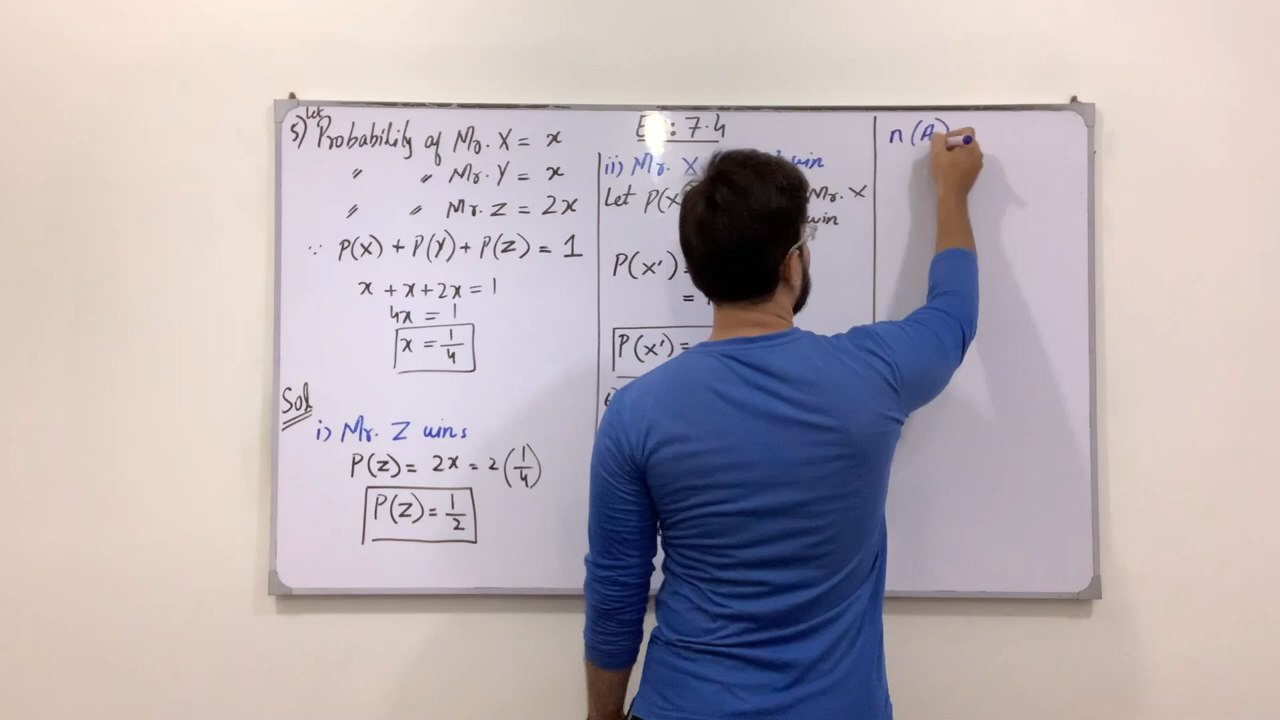 Ex: 7.4
5) Let Probability of Mr. X = x
" " Mr. Y = x
" " Mr. Z = 2x
∵ P(X) + P(Y) + P(Z) = 1
x + x + 2x = 1
4x = 1
x = 1/4
Sol
i) Mr. Z wins
P(Z) = 2x = 2(1/4)
P(Z) = 1/2
ii) Mr. X win
Let P(X Mr. X
win
P(X') =
=
P(X') =
n(A)